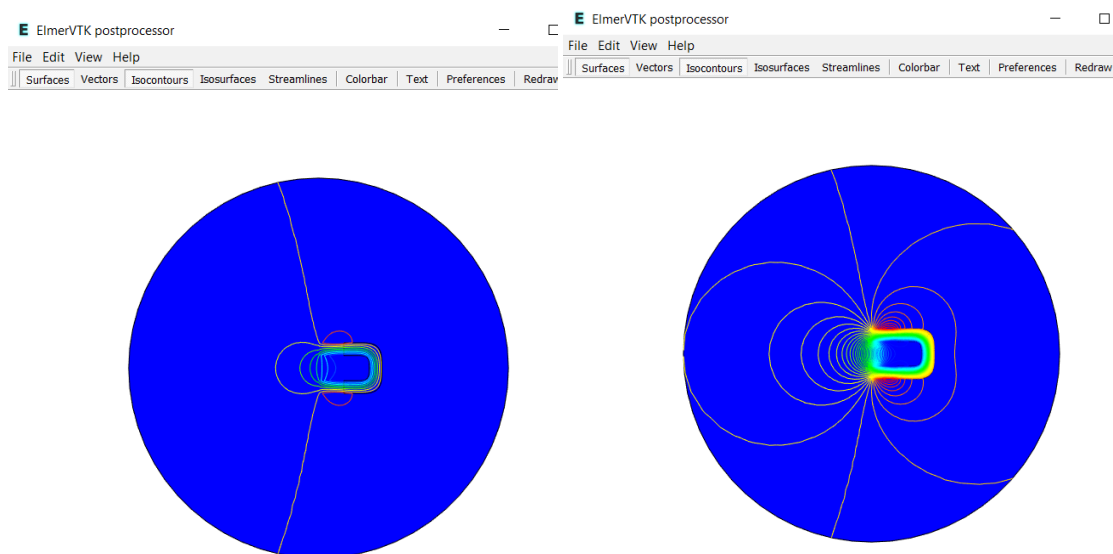 E ElmerVTK postprocessor
File Edit View Help
Surfaces Vectors Isocontours Isosurfaces Streamlines Colorbar Text Preferences Redraw
E ElmerVTK postprocessor
File Edit View Help
Surfaces Vectors Isocontours Isosurfaces Streamlines Colorbar Text Preferences Redraw